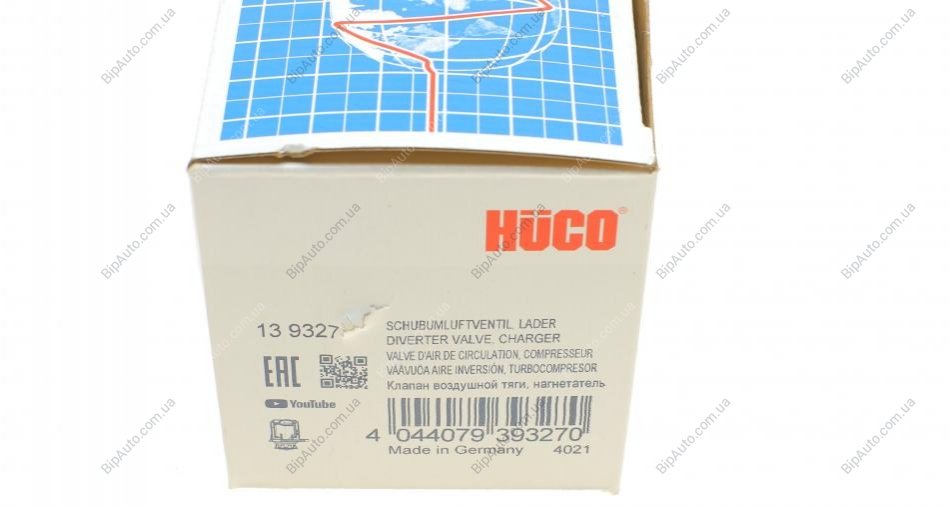 HÜCO®
13 9327
SCHUBUMLUFTVENTIL, LADER
DIVERTER VALVE, CHARGER
VALVE D'AIR DE CIRCULATION, COMPRESSEUR
VÁAVUCA AIRE INVERSIÓN, TURBOCOMPRESOR
Клапан воздушной тяги, нагнетатель
EAC
YouTube
4 044079 393270
Made in Germany 4021
BipAuto.com.ua